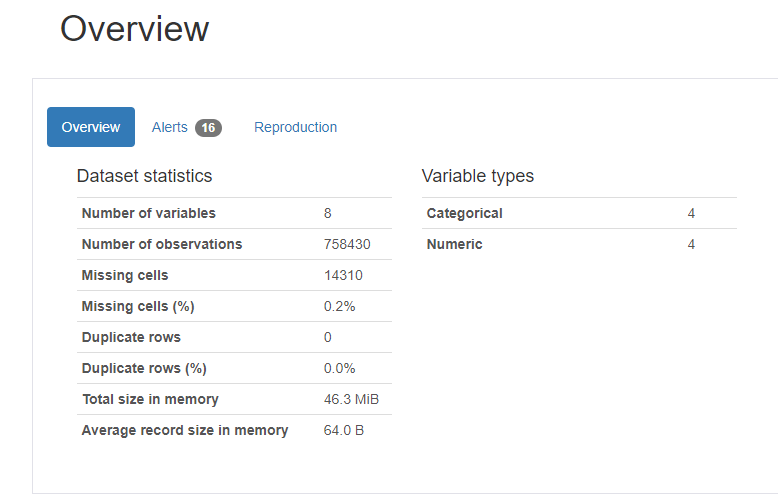 Overview
Overview Alerts 16 Reproduction
Dataset statistics
Number of variables 8
Number of observations 758430
Missing cells 14310
Missing cells (%) 0.2%
Duplicate rows 0
Duplicate rows (%) 0.0%
Total size in memory 46.3 MiB
Average record size in memory 64.0 B
Variable types
Categorical 4
Numeric 4